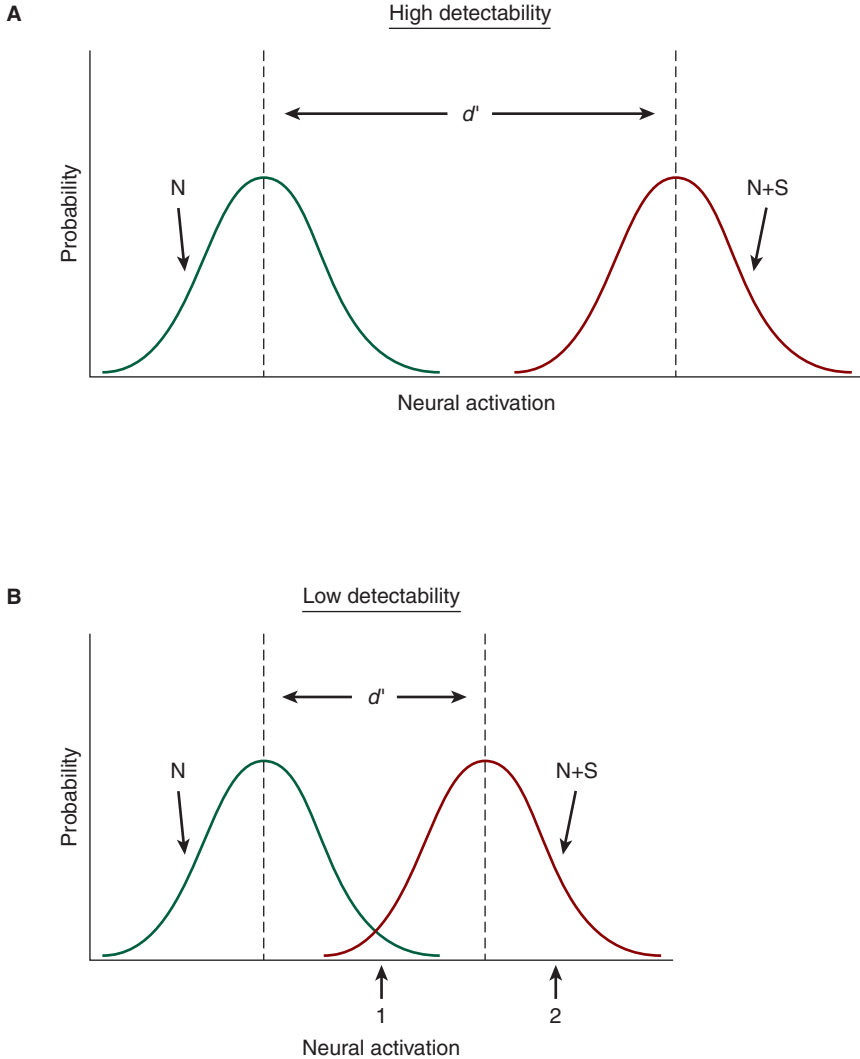 A
High detectability
d'
N
N+S
Probability
Neural activation
B
Low detectability
d'
N
N+S
Probability
1
2
Neural activation